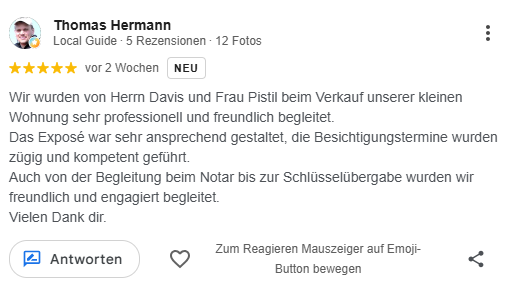 Thomas Hermann
Local Guide · 5 Rezensionen · 12 Fotos
vor 2 Wochen NEU
Wir wurden von Herrn Davis und Frau Pistil beim Verkauf unserer kleinen
Wohnung sehr professionell und freundlich begleitet.
Das Exposé war sehr ansprechend gestaltet, die Besichtigungstermine wurden
zügig und kompetent geführt.
Auch von der Begleitung beim Notar bis zur Schlüsselübergabe wurden wir
freundlich und engagiert begleitet.
Vielen Dank dir.
Antworten
Zum Reagieren Mauszeiger auf Emoji-
Button bewegen